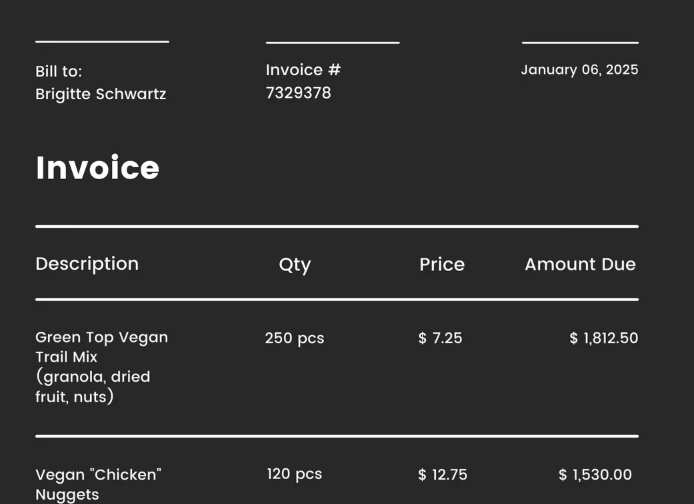 Bill to:
Brigitte Schwartz
Invoice #
7329378
January 06, 2025
Invoice
Description Qty Price Amount Due
Green Top Vegan 250 pcs $ 7.25 $ 1,812.50
Trail Mix
(granola, dried
fruit, nuts)
Vegan "Chicken" 120 pcs $ 12.75 $ 1,530.00
Nuggets